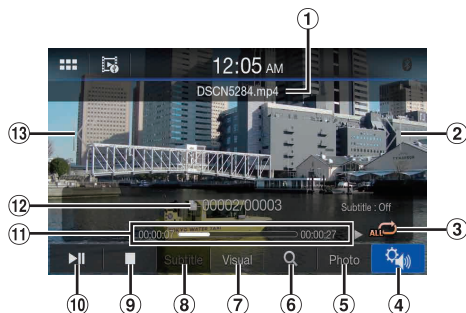 1
12:05 AM
DSCN5284.mp4
13
2
12
00002/00003
Subtitle : Off
11
00:00:07
00:00:27
ALL
3
Subtitle
Visual
Photo
10
9
8
7
6
5
4